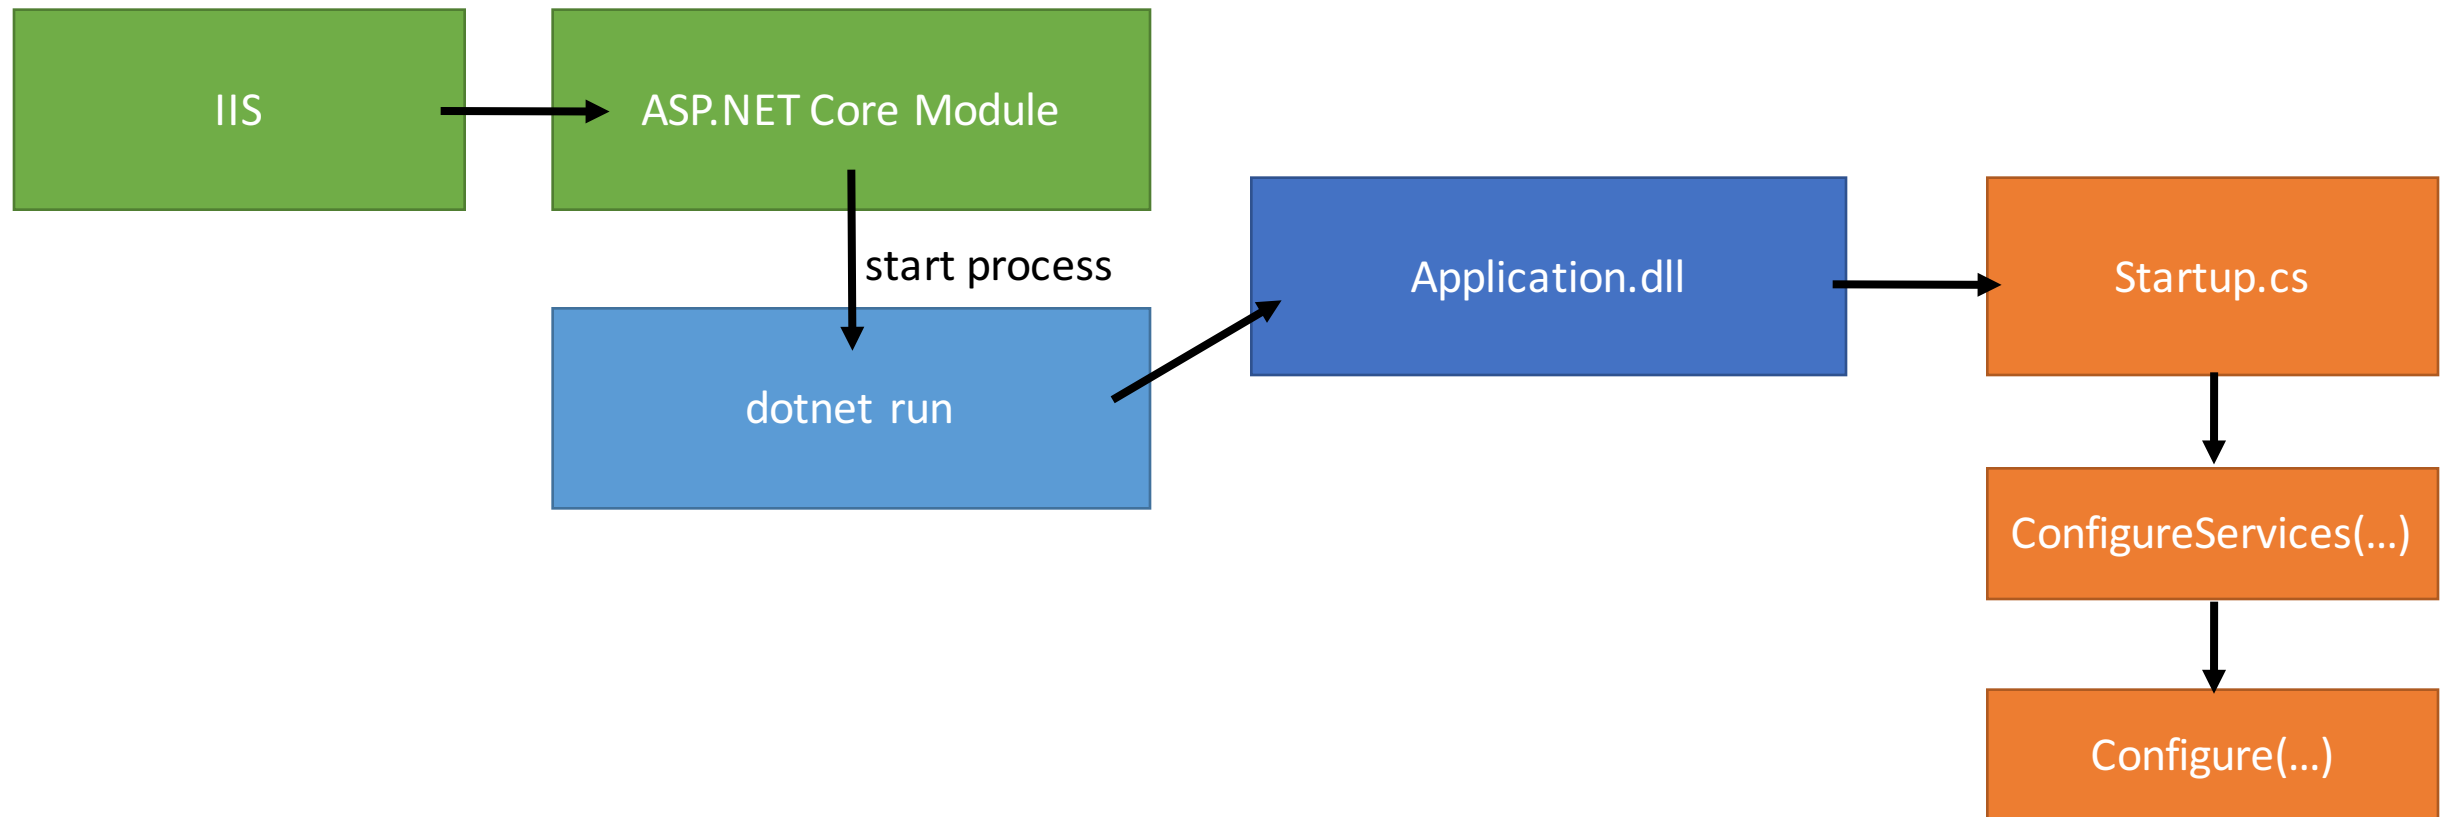 IIS
ASP.NET Core Module
start process
dotnet run
Application.dll
Startup.cs
ConfigureServices(...)
Configure(...)